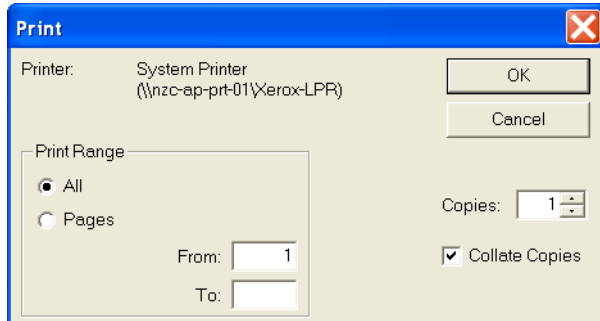 Print
Printer: System Printer
(\\nzc-ap-prt-01\Xerox-LPR)
OK
Cancel
Print Range
All
Pages
From: 1
To:
Copies: 1
Collate Copies